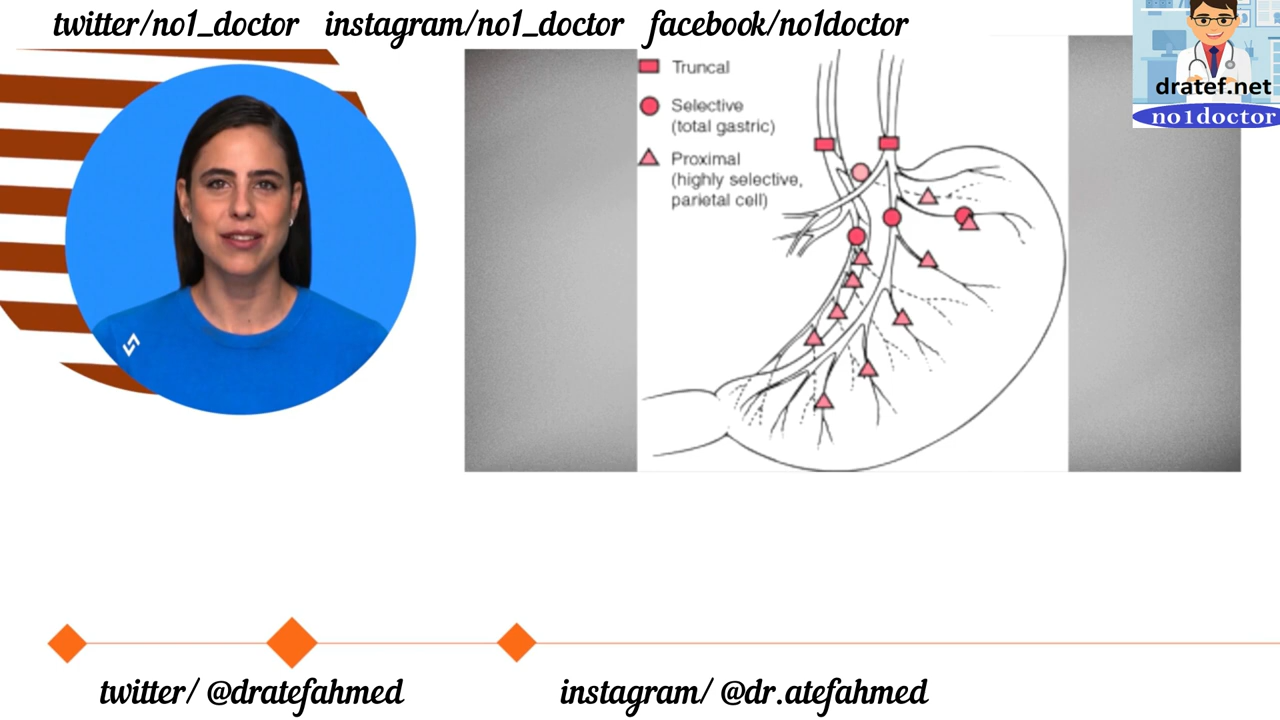 twitter/no1_doctor instagram/no1_doctor facebook/no1doctor
dratef.net
no1doctor
Truncal
Selective
(total gastric)
Proximal
(highly selective,
parietal cell)
twitter/ @dratefahmed instagram/ @dr.atefahmed